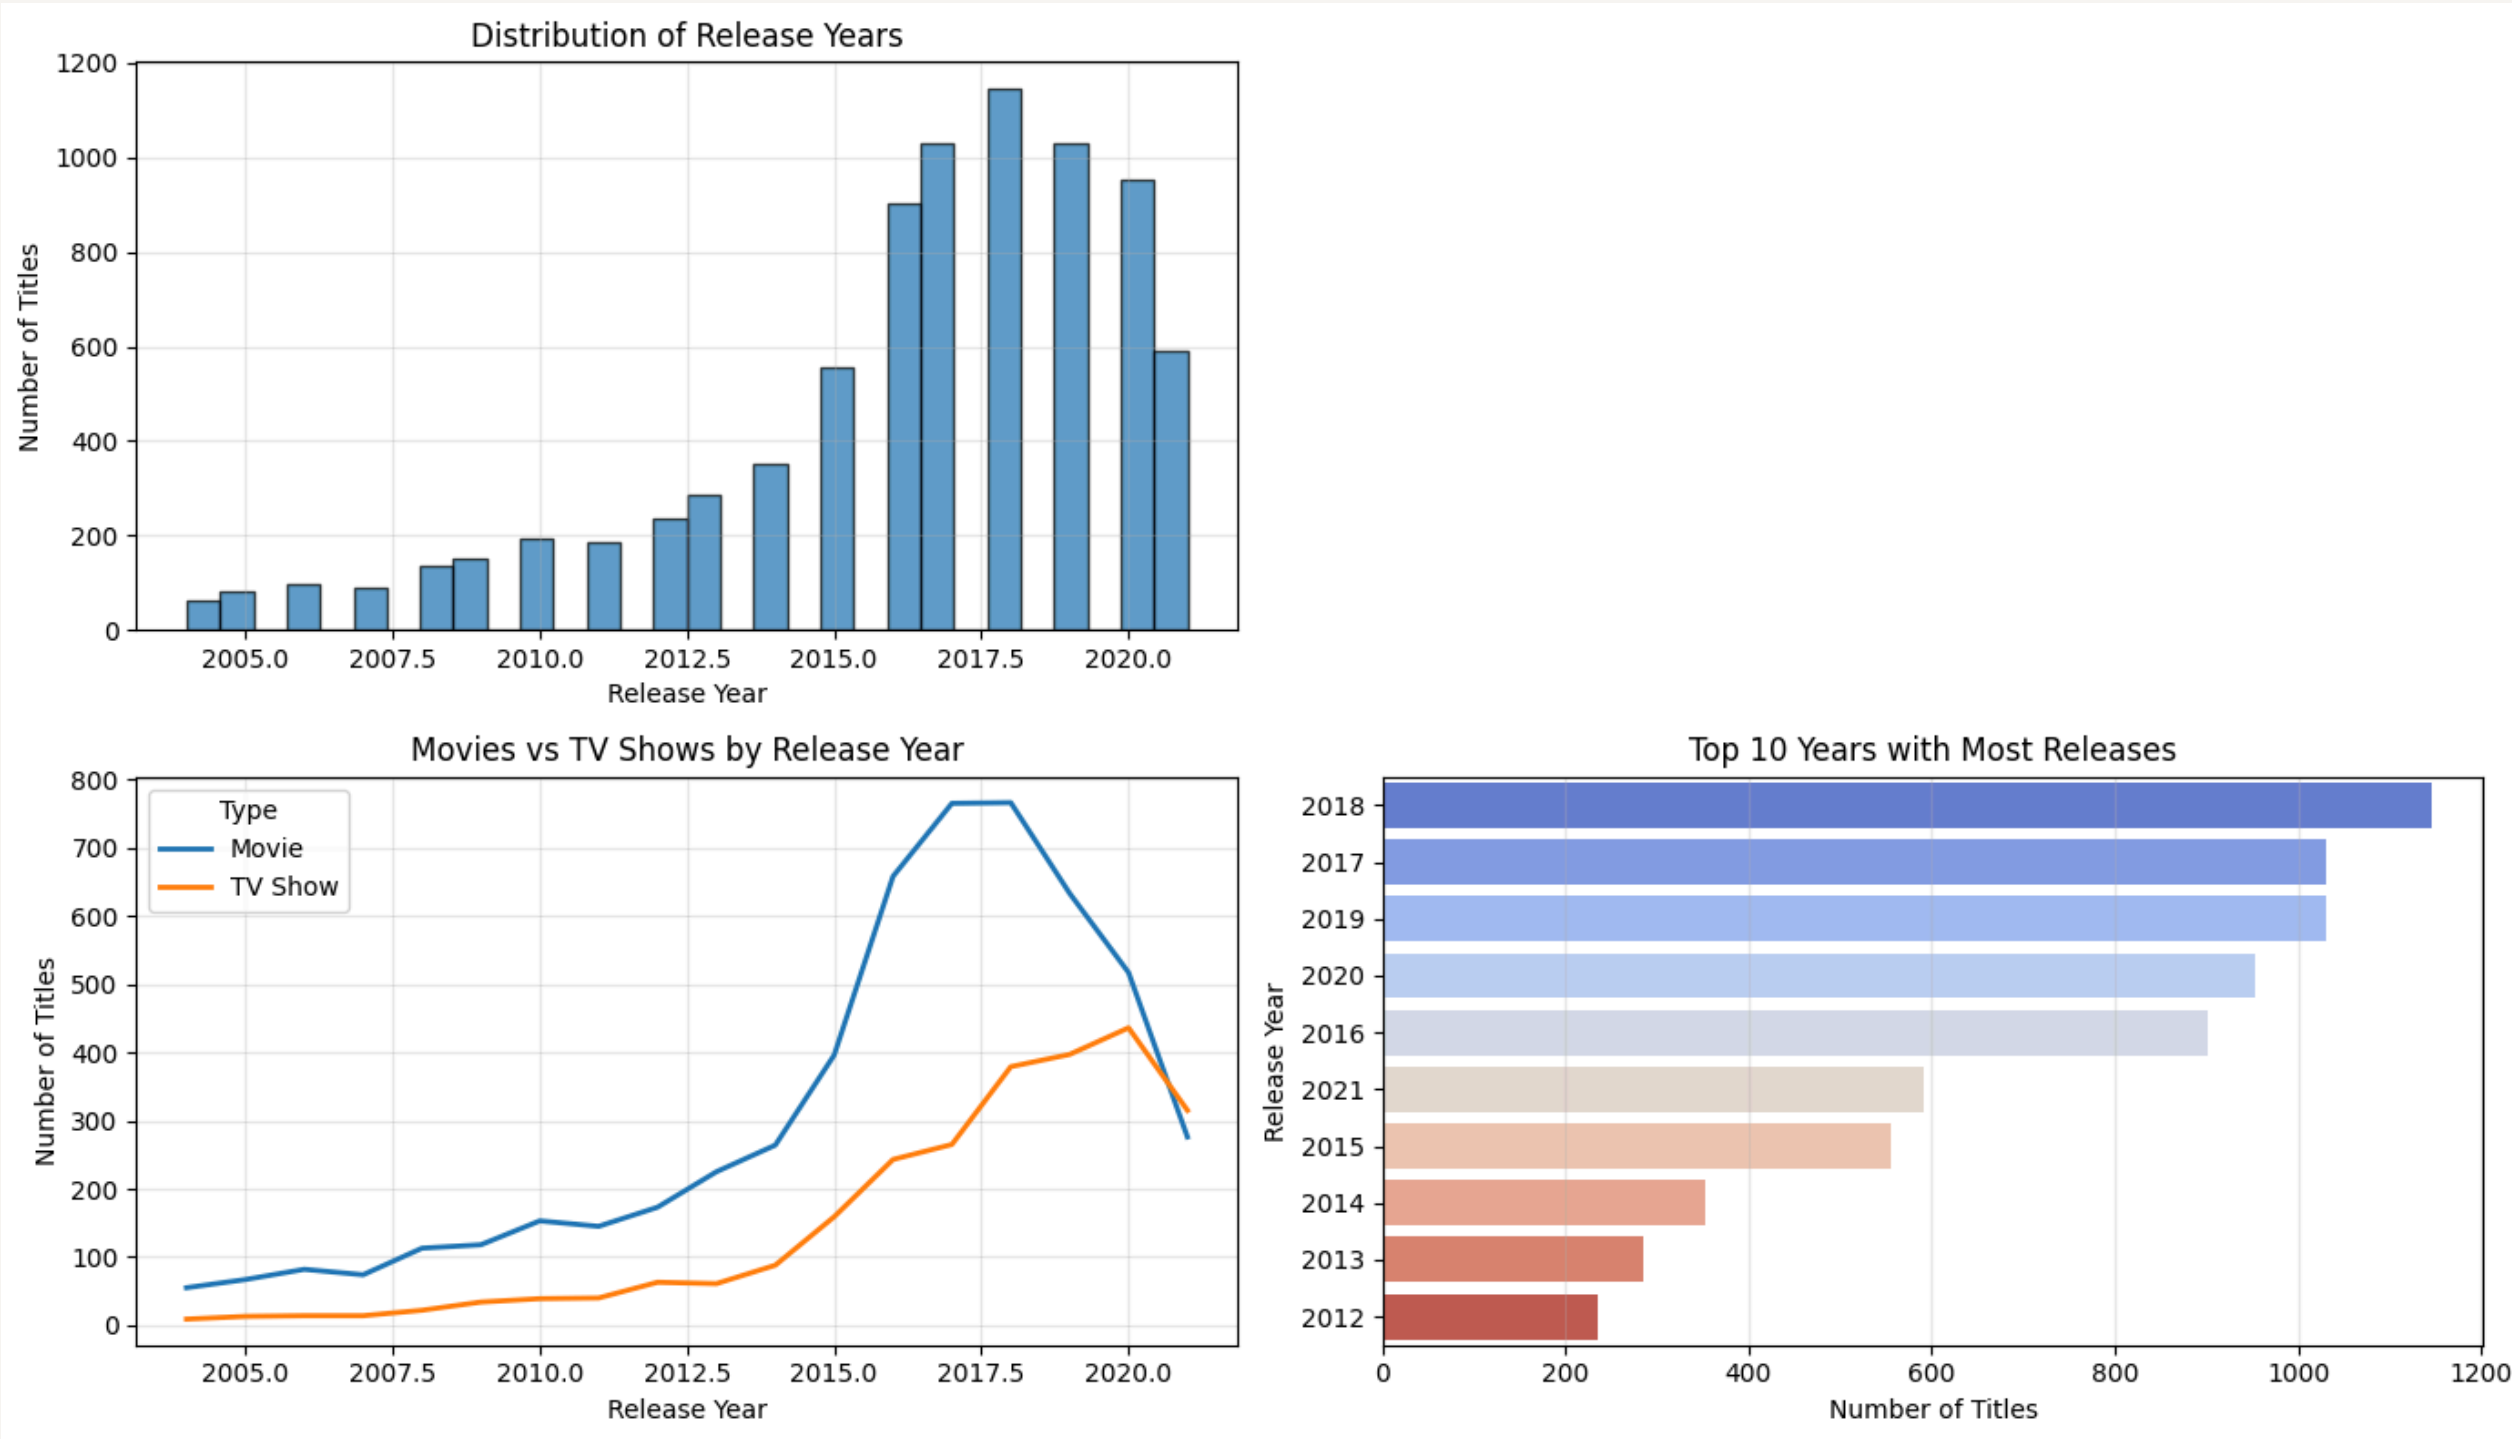 Distribution of Release Years
1200
1000
800
600
400
200
0
Number of Titles
2005.0 2007.5 2010.0 2012.5 2015.0 2017.5 2020.0
Release Year
Movies vs TV Shows by Release Year
800
700
600
500
400
300
200
100
0
Number of Titles
Type
Movie
TV Show
2005.0 2007.5 2010.0 2012.5 2015.0 2017.5 2020.0
Release Year
Top 10 Years with Most Releases
2018
2017
2019
2020
2016
2021
2015
2014
2013
2012
Release Year
0 200 400 600 800 1000 1200
Number of Titles